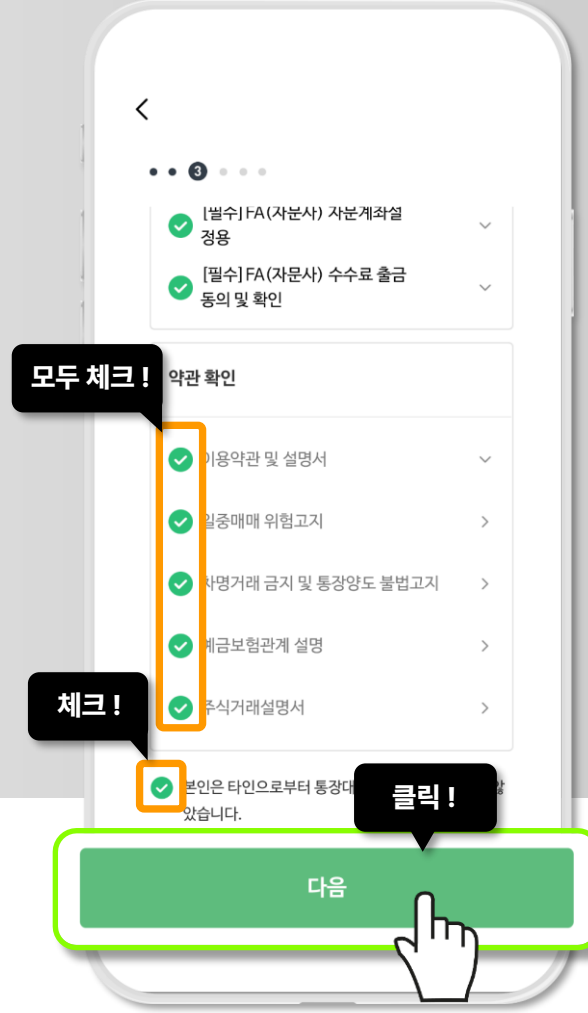 3
[필수] FA(자문사) 자문계좌설
정용
[필수] FA(자문사) 수수료 출금
동의 및 확인
모두 체크 !
약관 확인
이용약관 및 설명서
일중매매 위험고지
차명거래 금지 및 통장양도 불법고지
예금보험관계 설명
체크 !
주식거래설명서
본인은 타인으로부터 통장대
클릭 !
않
았습니다.
다음